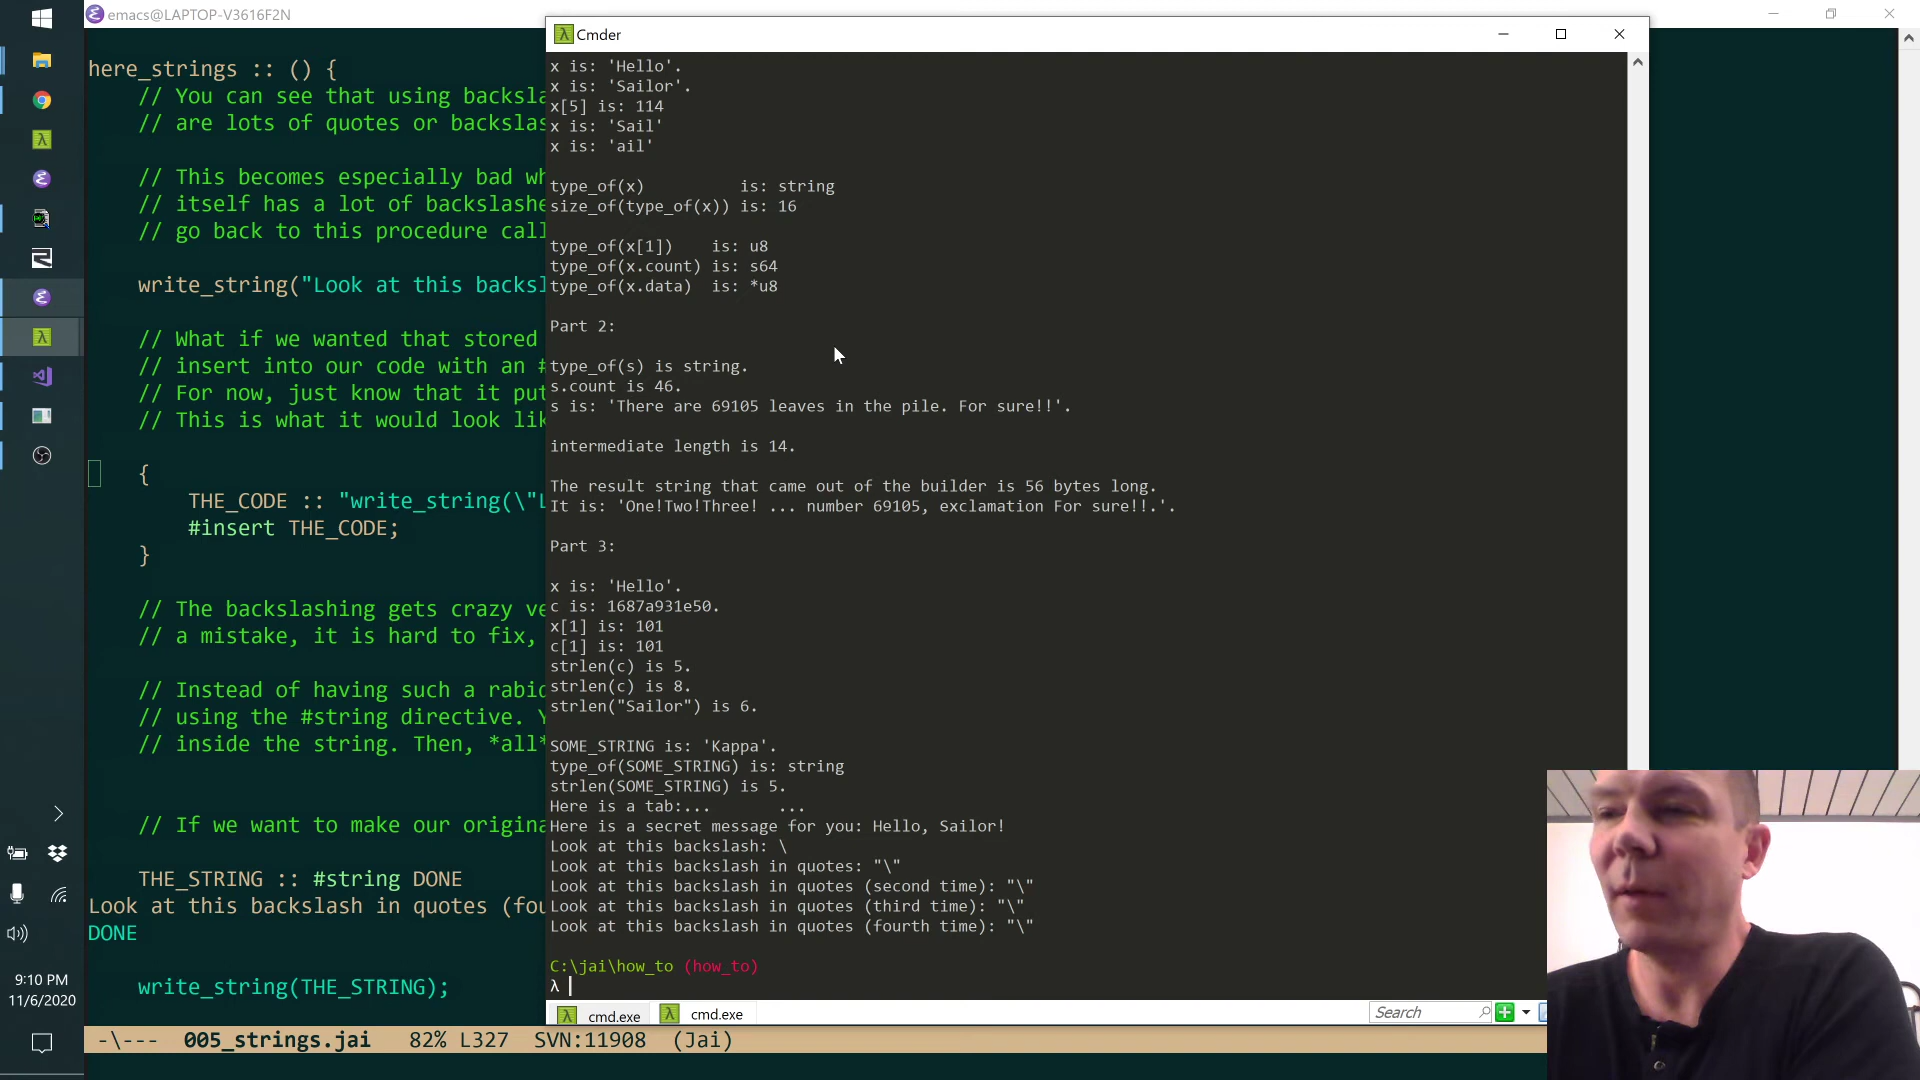 emacs@LAPTOP-V3616F2N
here_strings :: () {
// You can see that using backsla
// are lots of quotes or backslas
// This becomes especially bad wh
// itself has a lot of backslashe
// go back to this procedure call
write_string("Look at this backsl
// What if we wanted that stored
// insert into our code with an #
// For now, just know that it put
// This is what it would look lik
{
THE_CODE :: "write_string(\"L
#insert THE_CODE;
}
// The backslashing gets crazy ve
// a mistake, it is hard to fix,
// Instead of having such a rabid
// using the #string directive. Y
// inside the string. Then, *all*
// If we want to make our origina
THE_STRING :: #string DONE
Look at this backslash in quotes (fou
DONE
write_string(THE_STRING);
-\--- 005_strings.jai 82% L327 SVN:11908 (Jai)
Cmder
x is: 'Hello'.
x is: 'Sailor'.
x[5] is: 114
x is: 'Sail'
x is: 'ail'
type_of(x) is: string
size_of(type_of(x)) is: 16
type_of(x[1]) is: u8
type_of(x.count) is: s64
type_of(x.data) is: *u8
Part 2:
type_of(s) is string.
s.count is 46.
s is: 'There are 69105 leaves in the pile. For sure!!'.
intermediate length is 14.
The result string that came out of the builder is 56 bytes long.
It is: 'One!Two!Three! ... number 69105, exclamation For sure!!.'.
Part 3:
x is: 'Hello'.
c is: 1687a931e50.
x[1] is: 101
c[1] is: 101
strlen(c) is 5.
strlen(c) is 8.
strlen("Sailor") is 6.
SOME_STRING is: 'Kappa'.
type_of(SOME_STRING) is: string
strlen(SOME_STRING) is 5.
Here is a tab:... ...
Here is a secret message for you: Hello, Sailor!
Look at this backslash: \
Look at this backslash in quotes: "\"
Look at this backslash in quotes (second time): "\"
Look at this backslash in quotes (third time): "\"
Look at this backslash in quotes (fourth time): "\"
C:\jai\how_to (how_to)
λ
cmd.exe cmd.exe Search
9:10 PM
11/6/2020